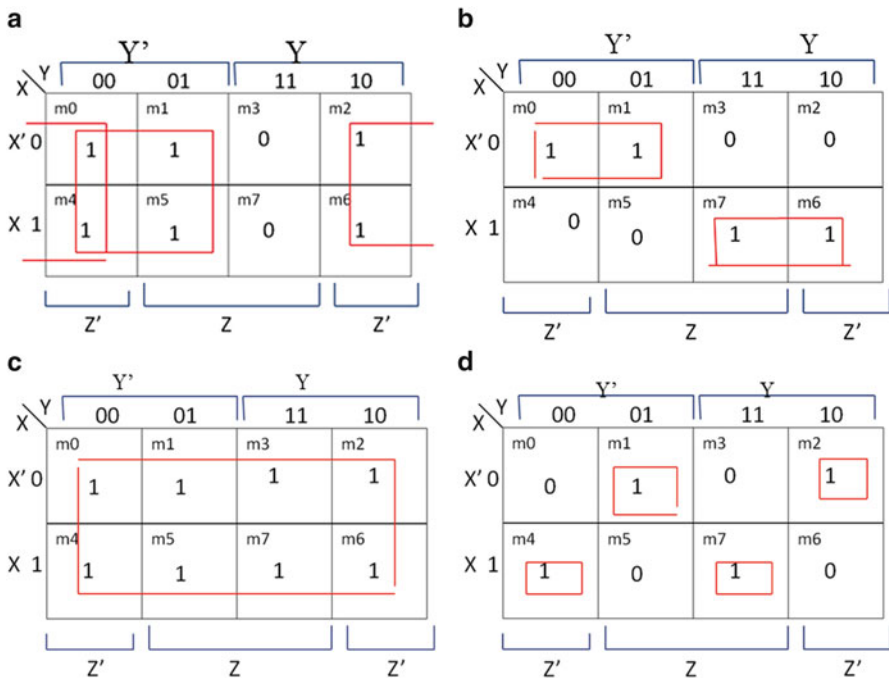 a
Y’ Y
Y
X 00 01 11 10
m0 m1 m3 m2
X’ 0 1 1 0 1
m4 m5 m7 m6
X 1 1 1 0 1
Z’ Z Z’
b
Y’ Y
Y
X 00 01 11 10
m0 m1 m3 m2
X’ 0 1 1 0 0
m4 m5 m7 m6
X 1 0 0 1 1
Z’ Z Z’
c
Y’ Y
Y
X 00 01 11 10
m0 m1 m3 m2
X’ 0 1 1 1 1
m4 m5 m7 m6
X 1 1 1 1 1
Z’ Z Z’
d
Y’ Y
Y
X 00 01 11 10
m0 m1 m3 m2
X’ 0 0 1 0 1
m4 m5 m7 m6
X 1 1 0 1 0
Z’ Z Z’